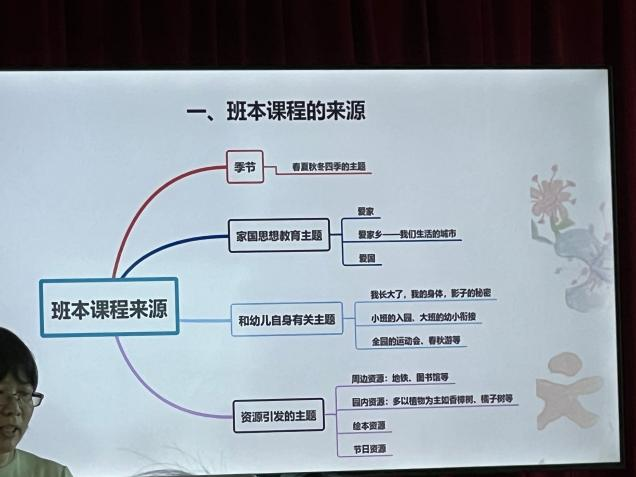 一、班本课程的来源
季节
春夏秋冬四季的主题
家国思想教育主题
爱家
爱家乡——我们生活的城市
爱国
班本课程来源
和幼儿自身有关主题
我长大了，我的身体，影子的秘密
小班的入园、大班的幼小衔接
全园的运动会、春秋游等
资源引发的主题
周边资源：地铁、图书馆等
园内资源：多以植物为主如香樟树、橘子树等
绘本资源
节日资源